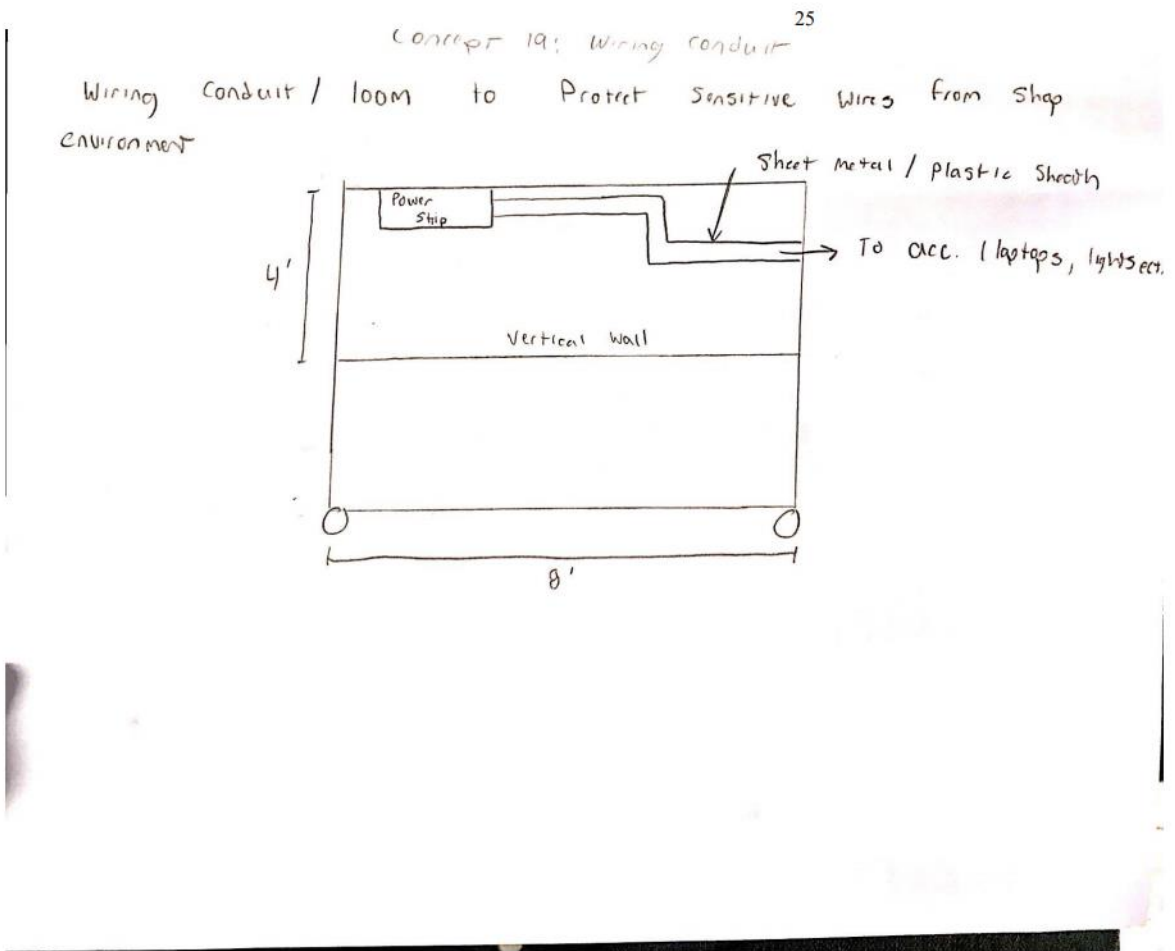 25
Concept 19: Wiring Conduit
Wiring Conduit / loom to Protect Sensitive Wires from Shop
environment
Sheet Metal / Plastic Sheath
Power
Strip
To acc. (laptops, lights ect.
4'
Vertical Wall
8'